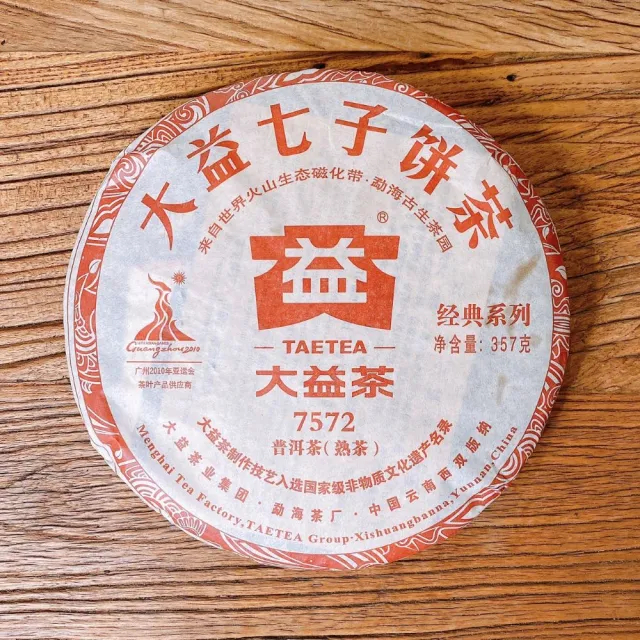 大益七子饼茶
来自世界火山生态磁化带·勐海古生茶园
®
益
TAETEA
大益茶
7572
普洱茶(熟茶)
经典系列
净含量: 357克
Guangzhou2010
广州2010年亚运会
茶叶产品供应商
大益茶制作技艺入选国家级非物质文化遗产名录
大益茶业集团·勐海茶厂·中国云南西双版纳
Menghai Tea Factory,TAETEA Group·Xishuangbanna,Yunnan,China